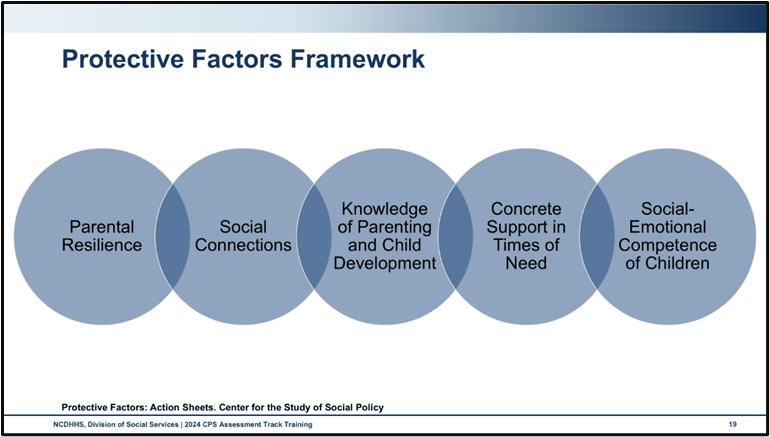 Protective Factors Framework
Parental
Resilience
Social
Connections
Knowledge
of Parenting
and Child
Development
Concrete
Support in
Times of
Need
Social-
Emotional
Competence
of Children
Protective Factors: Action Sheets. Center for the Study of Social Policy
NCDHHS, Division of Social Services | 2024 CPS Assessment Track Training
19